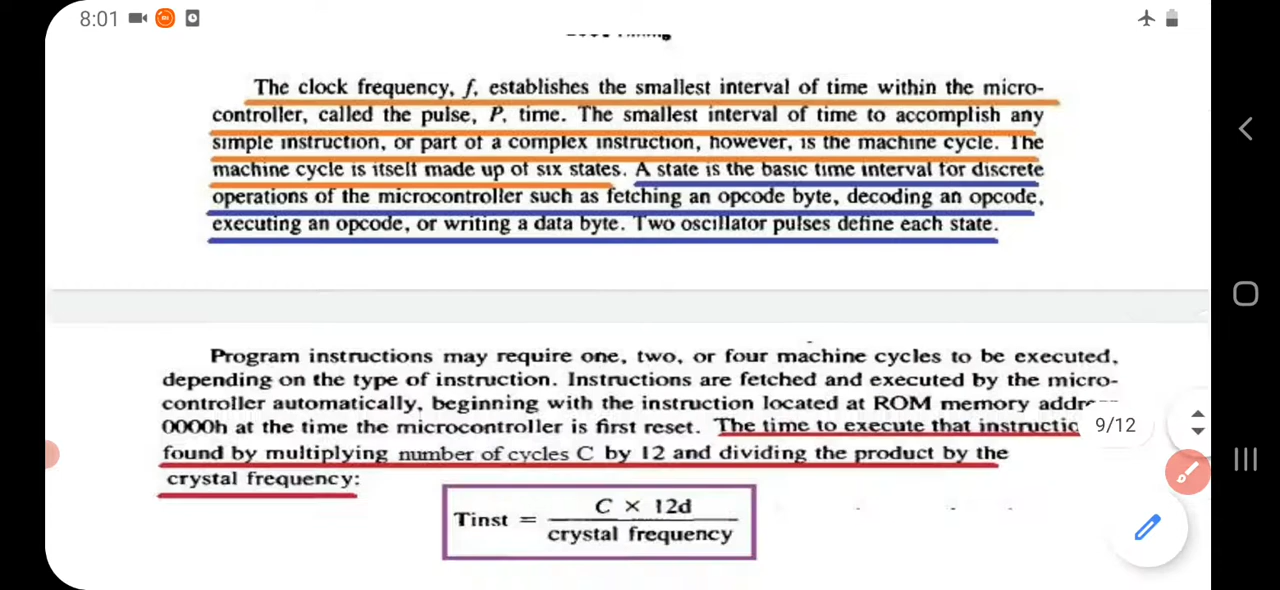 8:01
The clock frequency, f, establishes the smallest interval of time within the micro-
controller, called the pulse, P, time. The smallest interval of time to accomplish any
simple instruction, or part of a complex instruction, however, is the machine cycle. The
machine cycle is itself made up of six states. A state is the basic time interval for discrete
operations of the microcontroller such as fetching an opcode byte, decoding an opcode,
executing an opcode, or writing a data byte. Two oscillator pulses define each state.
Program instructions may require one, two, or four machine cycles to be executed,
depending on the type of instruction. Instructions are fetched and executed by the micro-
controller automatically, beginning with the instruction located at ROM memory addre
0000h at the time the microcontroller is first reset. The time to execute that instructio
9/12
found by multiplying number of cycles C by 12 and dividing the product by the
crystal frequency:
Tinst = C × 12d
crystal frequency